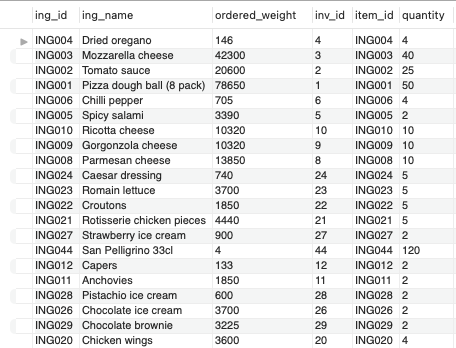 ing_id ing_name ordered_weight inv_id item_id quantity
ING004 Dried oregano 146 4 ING004 4
ING003 Mozzarella cheese 42300 3 ING003 40
ING002 Tomato sauce 20600 2 ING002 25
ING001 Pizza dough ball (8 pack) 78650 1 ING001 50
ING006 Chilli pepper 705 6 ING006 4
ING005 Spicy salami 3390 5 ING005 2
ING010 Ricotta cheese 10320 10 ING010 10
ING009 Gorgonzola cheese 10320 9 ING009 10
ING008 Parmesan cheese 13850 8 ING008 10
ING024 Caesar dressing 740 24 ING024 5
ING023 Romain lettuce 3700 23 ING023 5
ING022 Croutons 1850 22 ING022 5
ING021 Rotisserie chicken pieces 4440 21 ING021 5
ING027 Strawberry ice cream 900 27 ING027 2
ING044 San Pelligrino 33cl 4 44 ING044 120
ING012 Capers 133 12 ING012 2
ING011 Anchovies 1850 11 ING011 2
ING028 Pistachio ice cream 600 28 ING028 2
ING026 Chocolate ice cream 3700 26 ING026 2
ING029 Chocolate brownie 3225 29 ING029 2
ING020 Chicken wings 3600 20 ING020 4